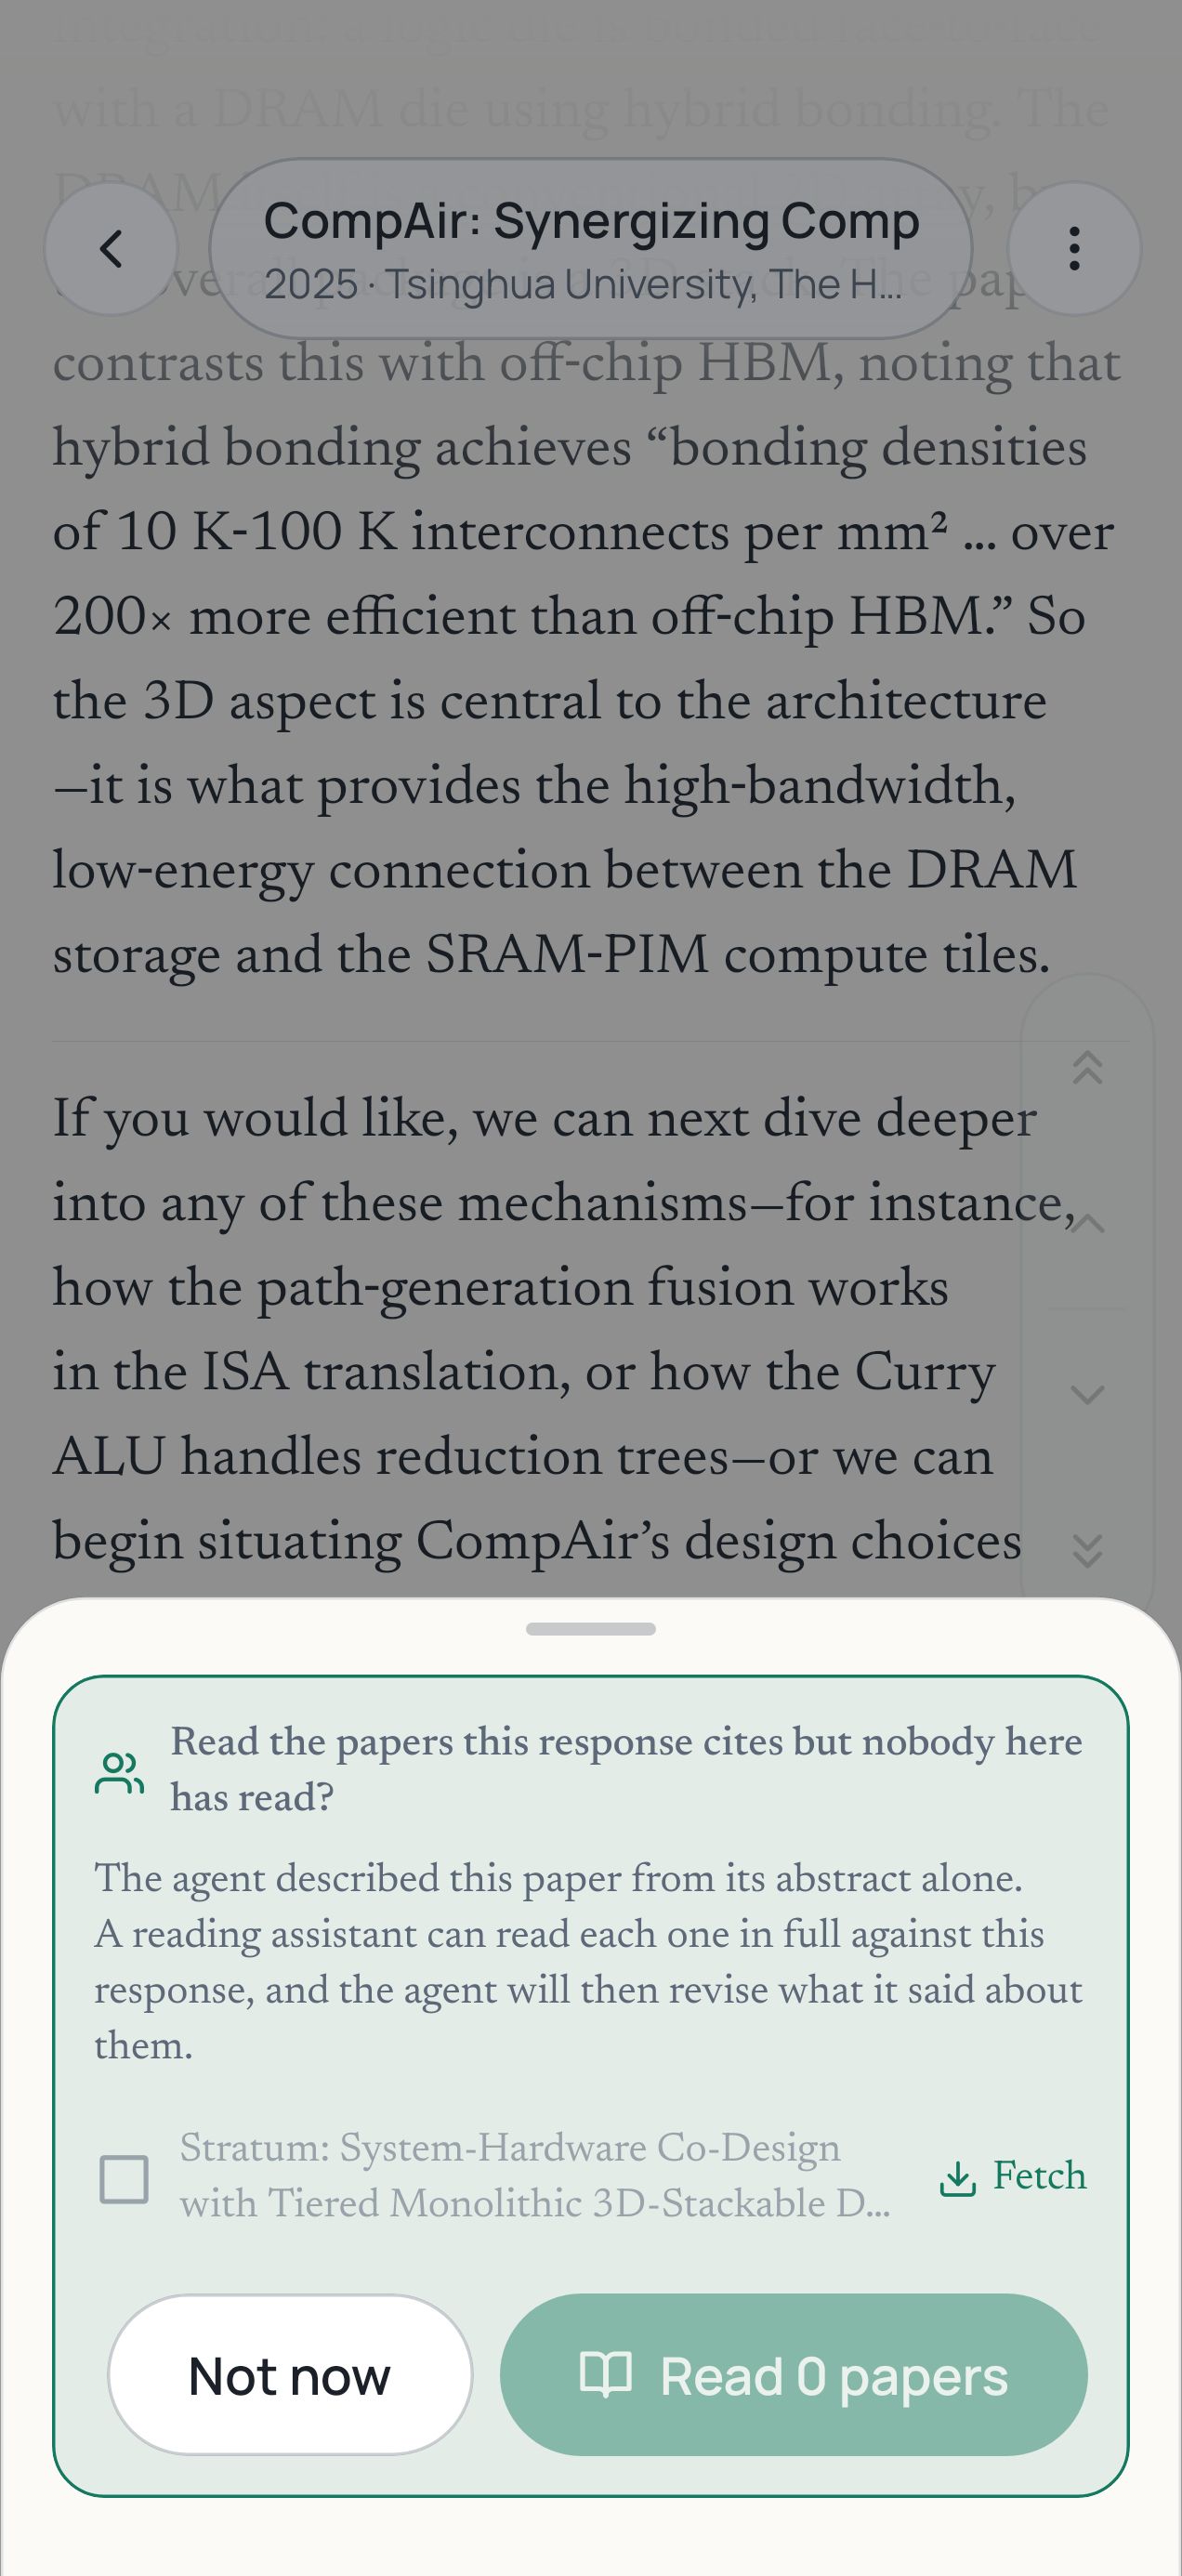 with a DRAM die using hybrid bonding. The
CompAir: Synergizing Comp
2025 · Tsinghua University, The H...
contrasts this with off-chip HBM, noting that
hybrid bonding achieves “bonding densities
of 10 K-100 K interconnects per mm² ... over
200× more efficient than off-chip HBM.” So
the 3D aspect is central to the architecture
—it is what provides the high-bandwidth,
low-energy connection between the DRAM
storage and the SRAM-PIM compute tiles.
If you would like, we can next dive deeper
into any of these mechanisms—for instance,
how the path-generation fusion works
in the ISA translation, or how the Curry
ALU handles reduction trees—or we can
begin situating CompAir’s design choices
Read the papers this response cites but nobody here
has read?
The agent described this paper from its abstract alone.
A reading assistant can read each one in full against this
response, and the agent will then revise what it said about
them.
Stratum: System-Hardware Co-Design
with Tiered Monolithic 3D-Stackable D...
Fetch
Not now
Read 0 papers